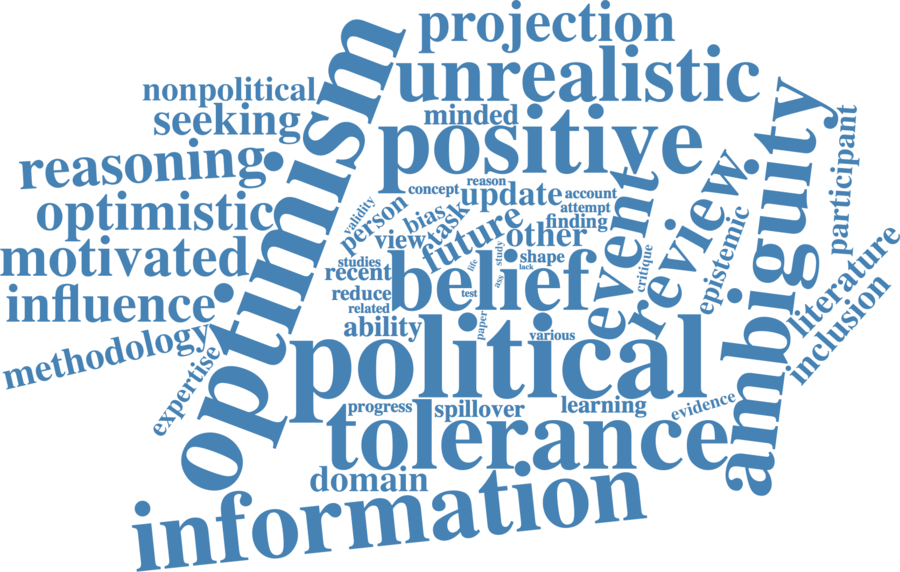 projection
unrealistic
optimism
nonpolitical
seeking
minded
positive
ambiguity
participant
reasoning
concept
reason
update
account
attempt
finding
optimistic
validity
person
bias
task
view
future
other
event
review
epistemic
critique
motivated
studies
recent
belief
study
life
shape
lack
ass
test
literature
inclusion
influence
reduce
related
ability
paper
various
methodology
expertise
political
progress
spillover
learning
evidence
tolerance
domain
information